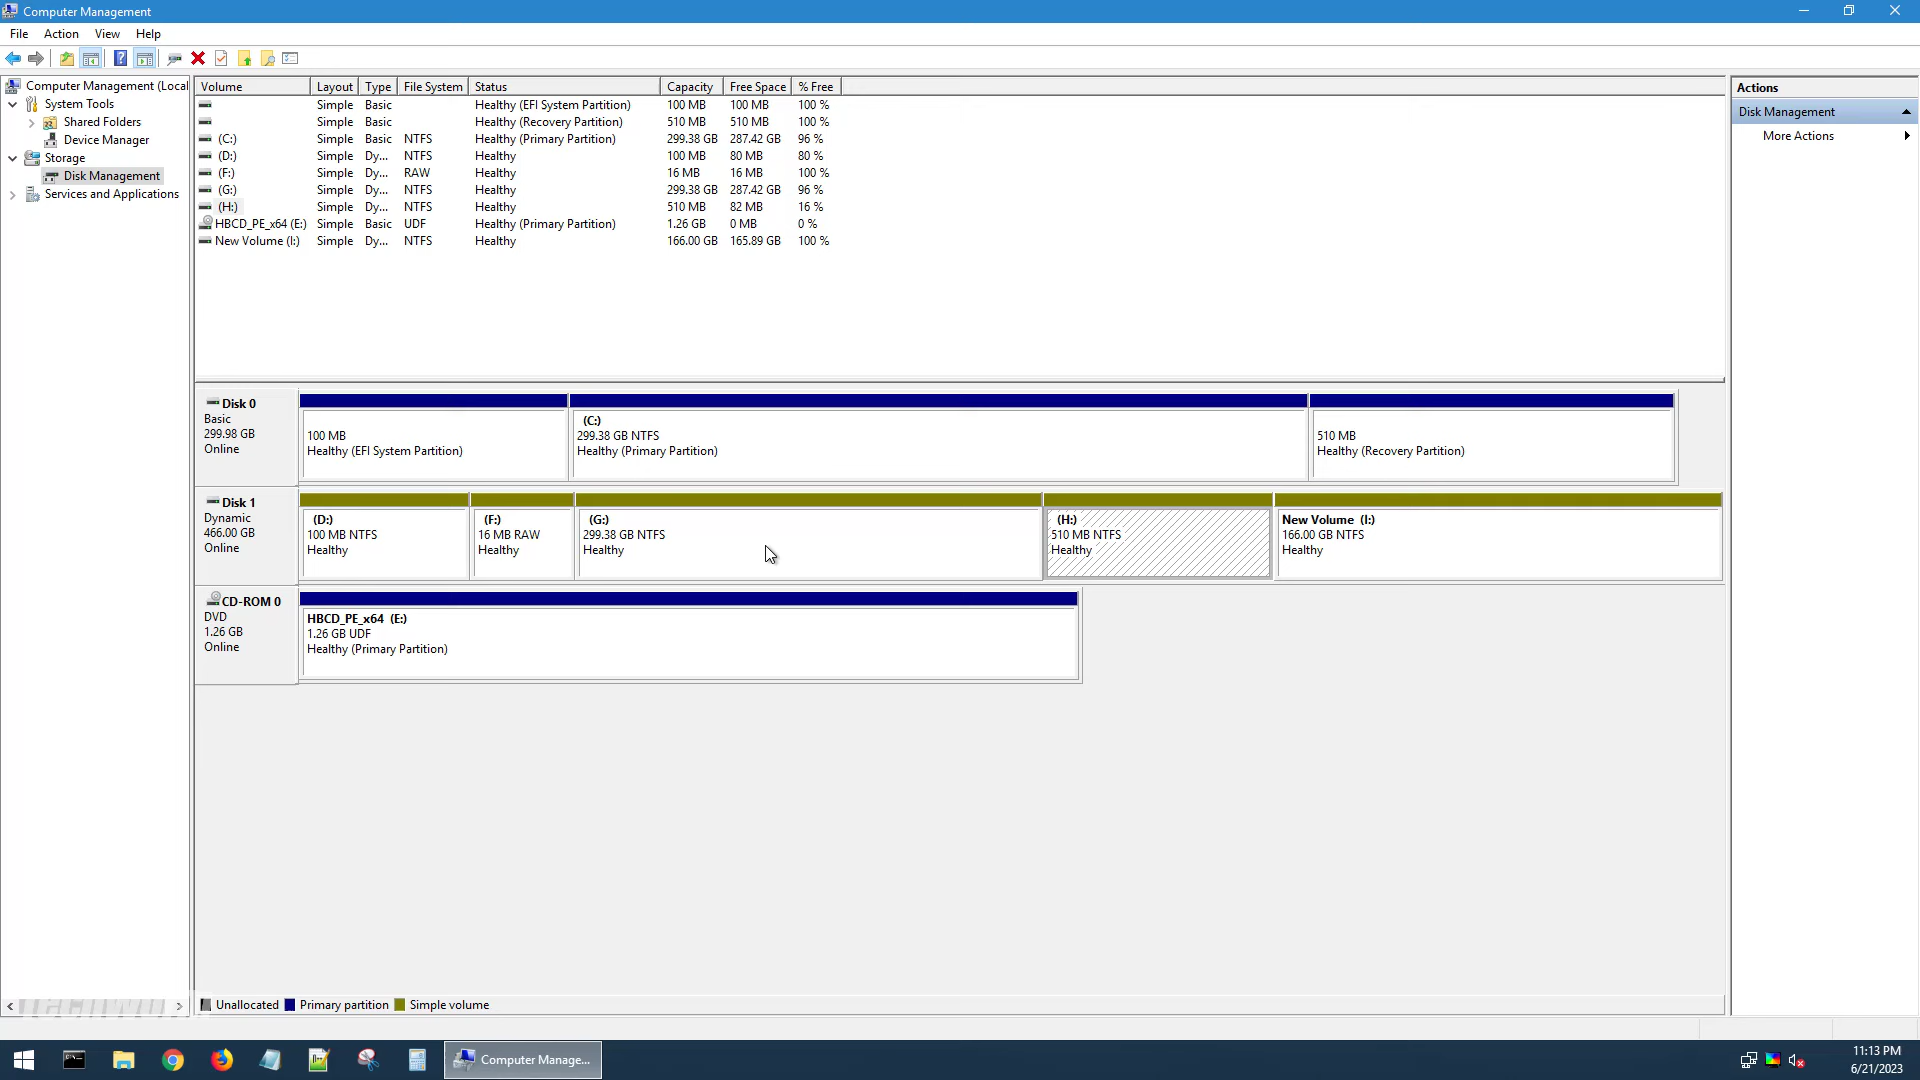 Computer Management
File Action View Help
Computer Management (Local
System Tools
Shared Folders
Device Manager
Storage
Disk Management
Services and Applications
Volume Layout Type File System Status Capacity Free Space % Free
Simple Basic Healthy (EFI System Partition) 100 MB 100 MB 100 %
Simple Basic Healthy (Recovery Partition) 510 MB 510 MB 100 %
(C:) Simple Basic NTFS Healthy (Primary Partition) 299.38 GB 287.42 GB 96 %
(D:) Simple Dy... NTFS Healthy 100 MB 80 MB 80 %
(F:) Simple Dy... RAW Healthy 16 MB 16 MB 100 %
(G:) Simple Dy... NTFS Healthy 299.38 GB 287.42 GB 96 %
(H:) Simple Dy... NTFS Healthy 510 MB 82 MB 16 %
HBCD_PE_x64 (E:) Simple Basic UDF Healthy (Primary Partition) 1.26 GB 0 MB 0 %
New Volume (I:) Simple Dy... NTFS Healthy 166.00 GB 165.89 GB 100 %
Actions
Disk Management
More Actions
Disk 0
Basic
299.98 GB
Online
100 MB
Healthy (EFI System Partition)
(C:)
299.38 GB NTFS
Healthy (Primary Partition)
510 MB
Healthy (Recovery Partition)
Disk 1
Dynamic
466.00 GB
Online
(D:)
100 MB NTFS
Healthy
(F:)
16 MB RAW
Healthy
(G:)
299.38 GB NTFS
Healthy
(H:)
510 MB NTFS
Healthy
New Volume (I:)
166.00 GB NTFS
Healthy
CD-ROM 0
DVD
1.26 GB
Online
HBCD_PE_x64 (E:)
1.26 GB UDF
Healthy (Primary Partition)
Unallocated Primary partition Simple volume
Computer Manage...
11:13 PM
6/21/2023